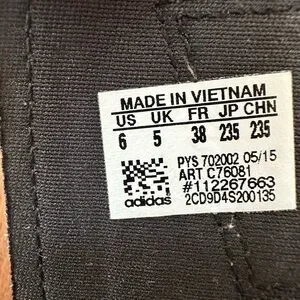 MADE IN VIETNAM
US UK FR JP CHN
6 5 38 235 235
PYS 702002 05/15
ART C76081
#112267663
adidas 2CD9D4S200135